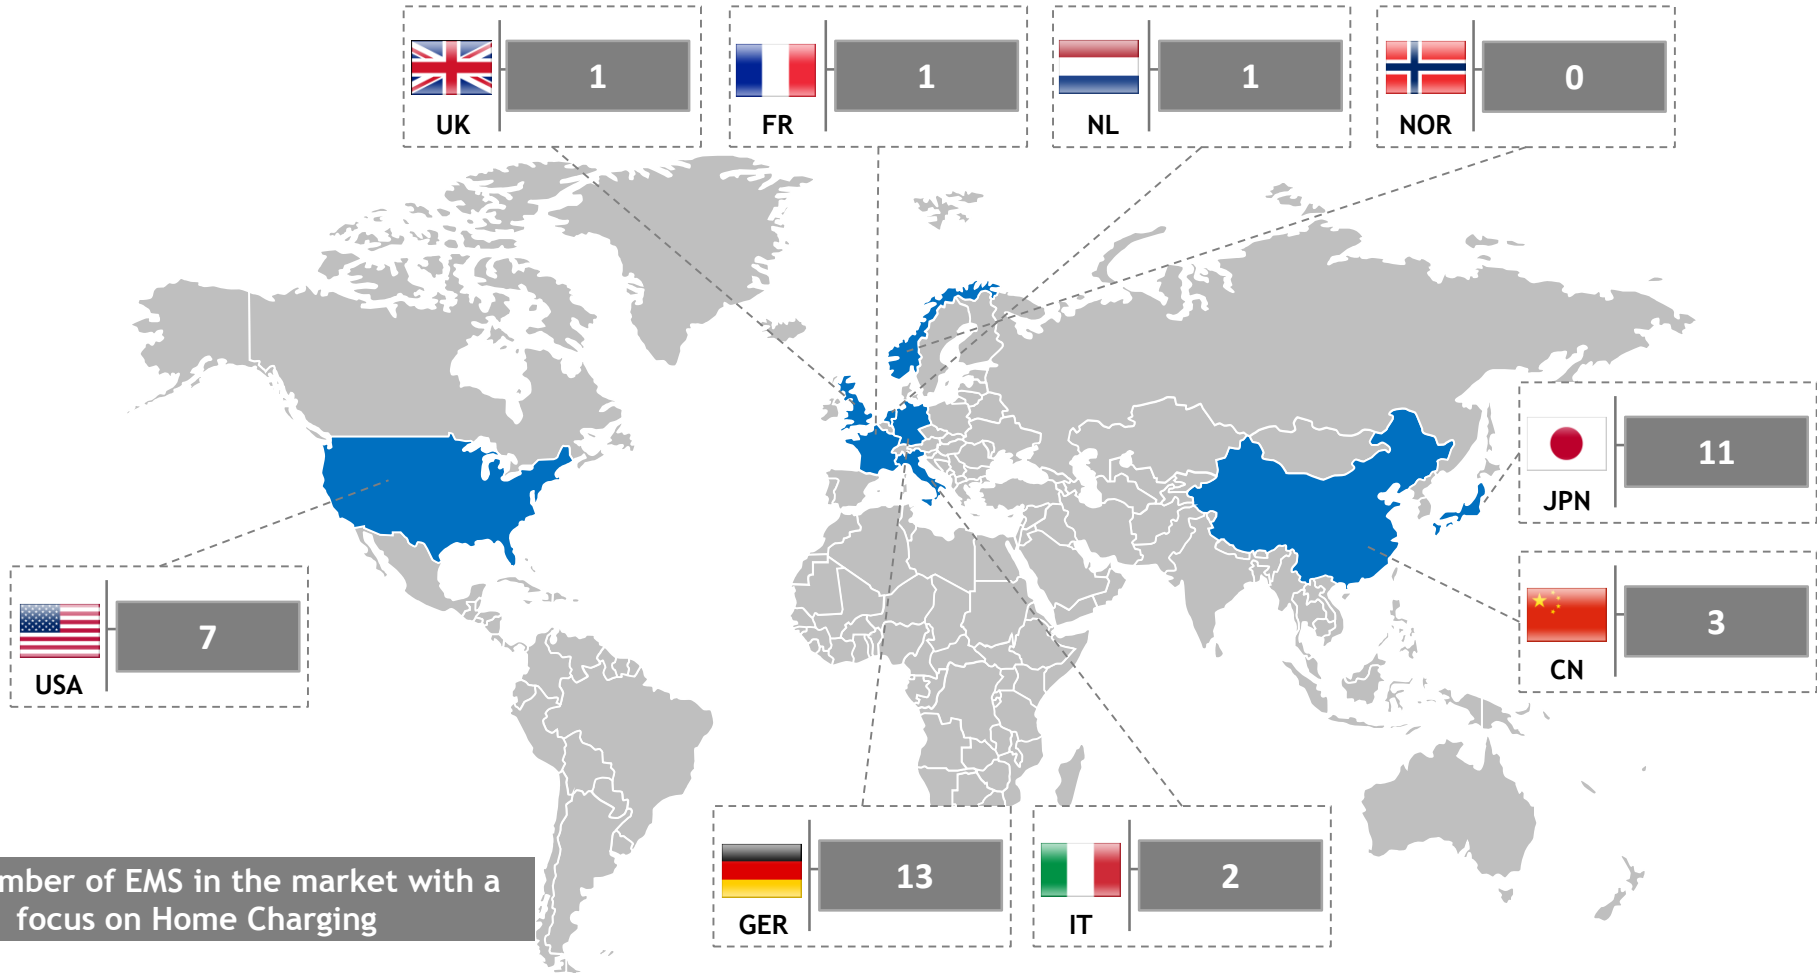 1
UK
1
FR
1
NL
0
NOR
11
JPN
3
CN
7
USA
13
GER
2
IT
of EMS in the market with a
focus on Home Charging